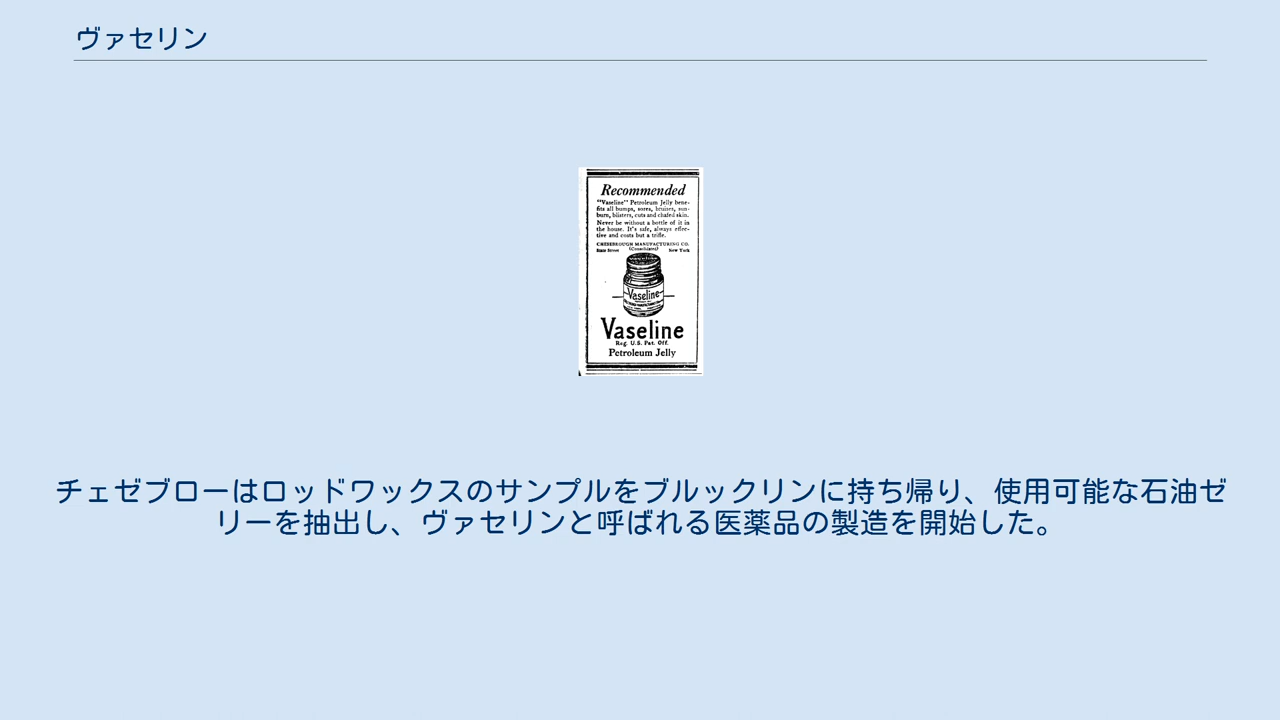 ヴァセリン
Recommended
"Vaseline" Petroleum Jelly bene-
fits all bumps, sores, bruises, sun-
burn, blisters, cuts and chafed skin.
Never be without a bottle of it in
the house. It's safe, always effec-
tive and costs but a trifle.
CHESEBROUGH MANUFACTURING CO.
(Consolidated)
State Street New York
Vaseline
Vaseline
Reg. U.S. Pat. Off.
Petroleum Jelly
チェゼブローはロッドワックスのサンプルをブルックリンに持ち帰り、使用可能な石油ゼ
リーを抽出し、ヴァセリンと呼ばれる医薬品の製造を開始した。